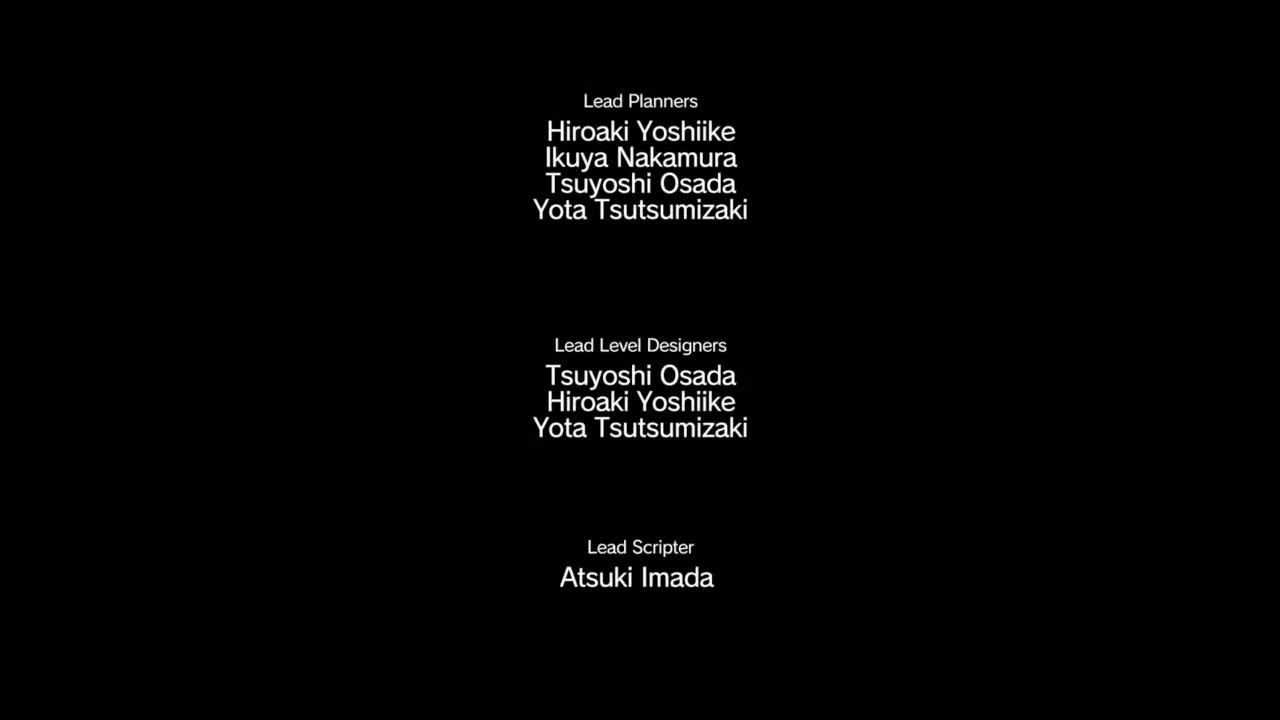 Lead Planners
Hiroaki Yoshiike
Ikuya Nakamura
Tsuyoshi Osada
Yota Tsutsumizaki
Lead Level Designers
Tsuyoshi Osada
Hiroaki Yoshiike
Yota Tsutsumizaki
Lead Scripter
Atsuki Imada